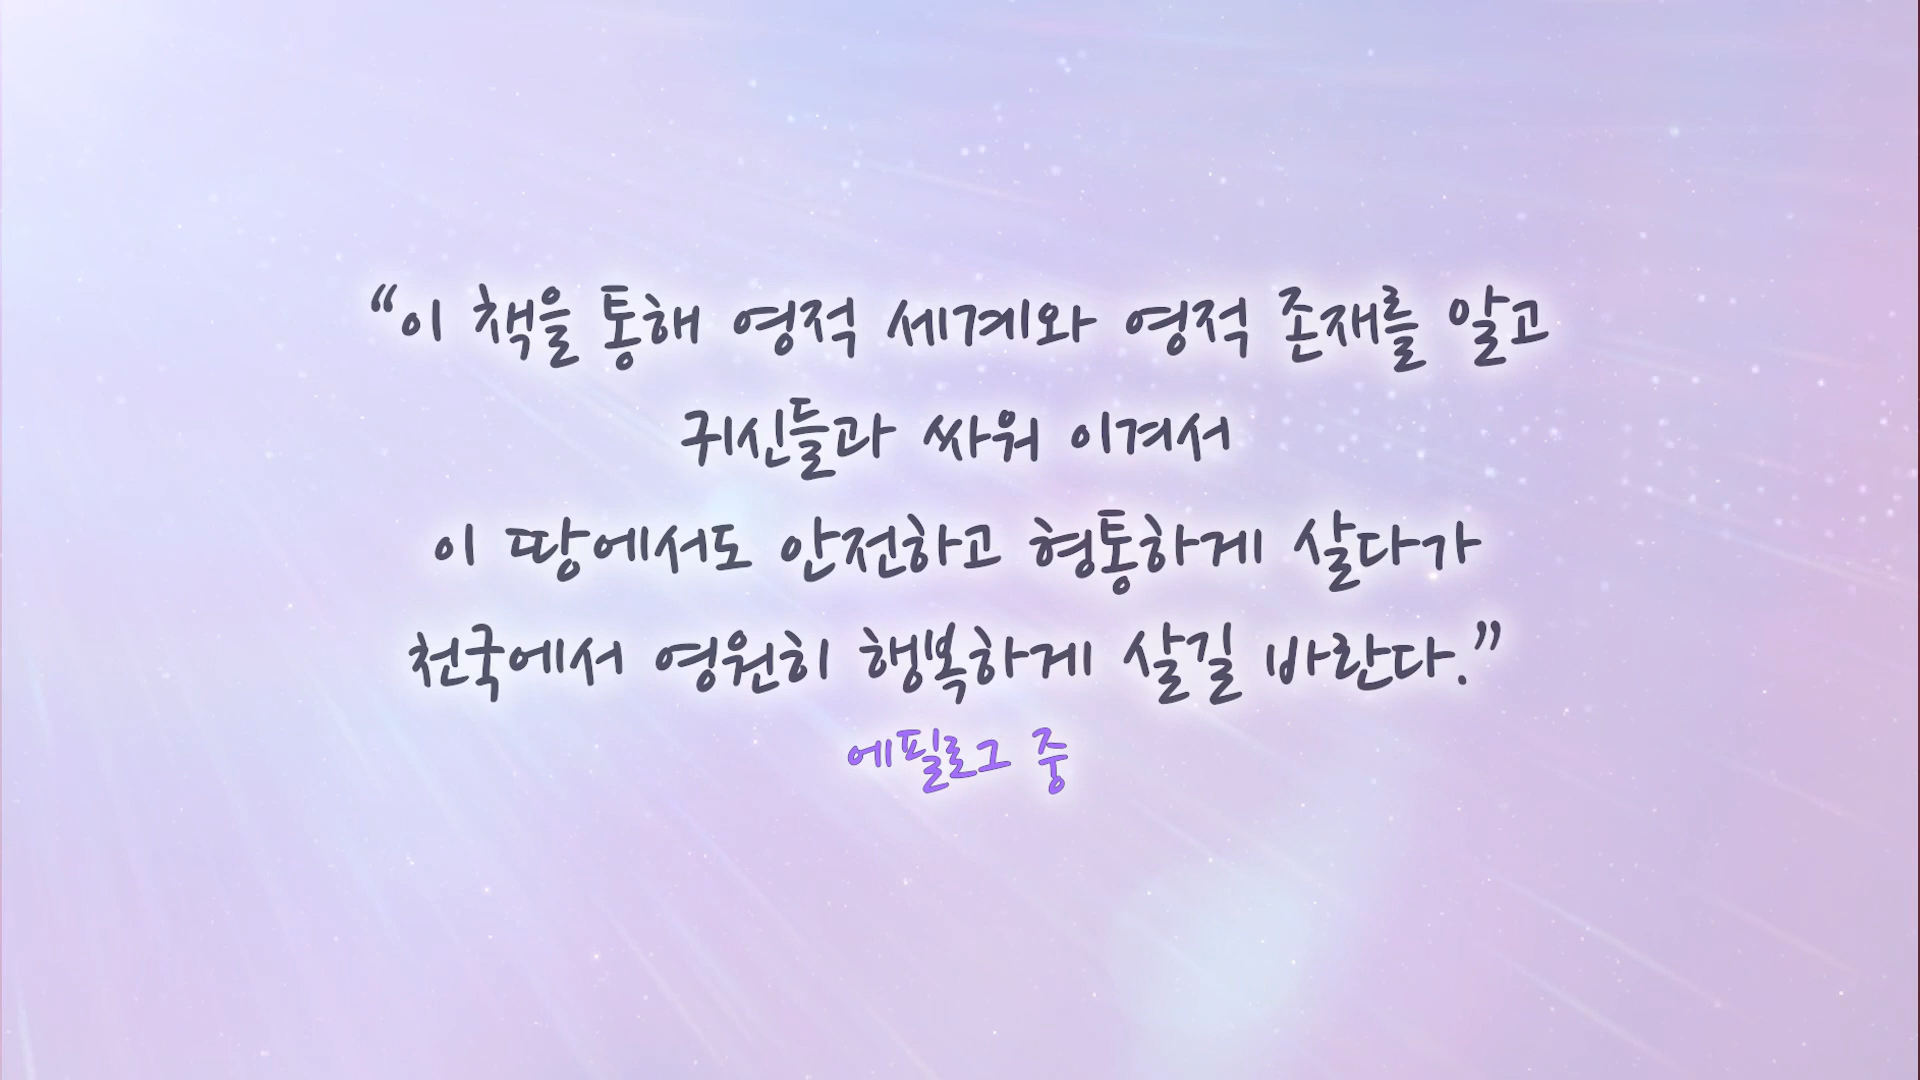 “이 책을 통해 영적 세계와 영적 존재를 알고
귀신들과 싸워 이겨서
이 땅에서도 안전하고 형통하게 살다가
천국에서 영원히 행복하게 살길 바란다.”
에필로그 중